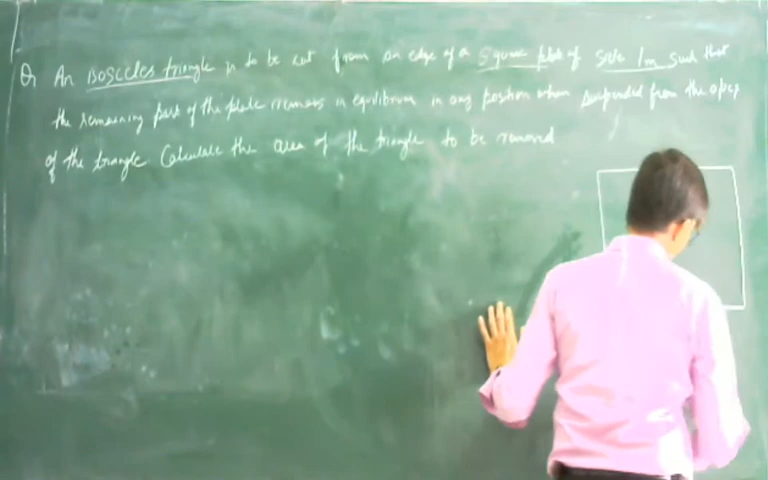 Q, An isosceles triangle is to be cut from an edge of a square plate of side 1m such that
the remaining part of the plate remains in equilibrium in any position when suspended from the apex
of the triangle. Calculate the area of the triangle to be removed